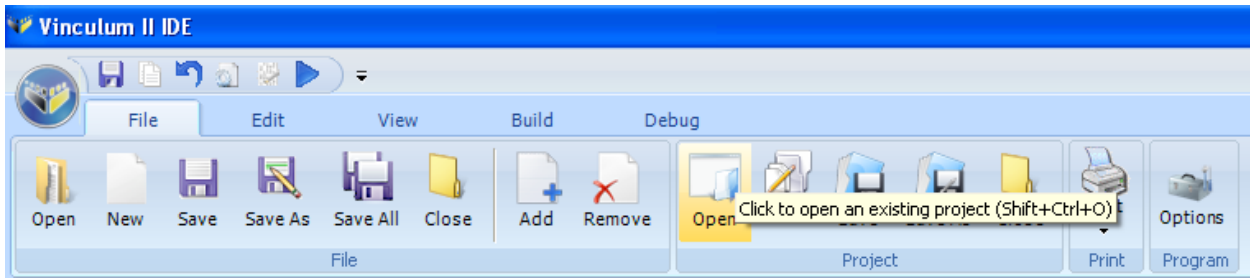 Vinculum II IDE
File Edit View Build Debug
Open New Save Save As Save All Close Add Remove Open
Click to open an existing project (Shift+Ctrl+O)
Options
File Project Print Program